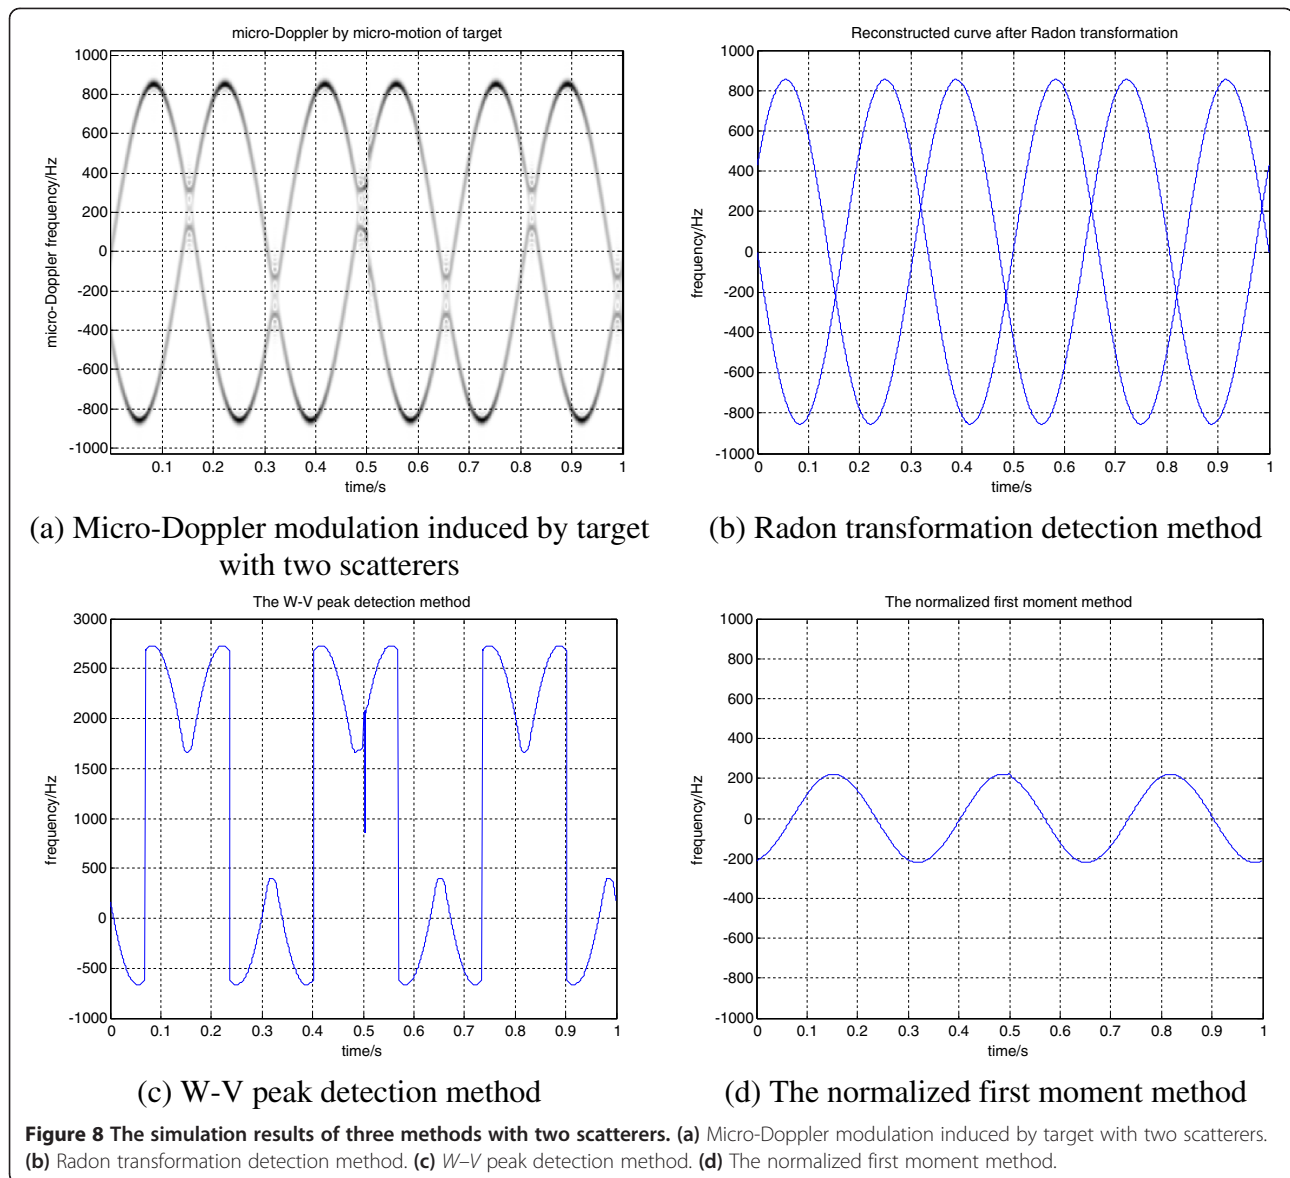 micro-Doppler by micro-motion of target
1000
800
600
400
200
0
-200
-400
-600
-800
-1000
micro-Doppler frequency/Hz
0.1 0.2 0.3 0.4 0.5 0.6 0.7 0.8 0.9 1
time/s
(a) Micro-Doppler modulation induced by target
with two scatterers
Reconstructed curve after Radon transformation
1000
800
600
400
200
0
-200
-400
-600
-800
-1000
frequency/Hz
0 0.1 0.2 0.3 0.4 0.5 0.6 0.7 0.8 0.9 1
time/s
(b) Radon transformation detection method
The W-V peak detection method
3000
2500
2000
1500
1000
500
0
-500
-1000
frequency/Hz
0 0.1 0.2 0.3 0.4 0.5 0.6 0.7 0.8 0.9 1
time/s
(c) W-V peak detection method
The normalized first moment method
1000
800
600
400
200
0
-200
-400
-600
-800
-1000
frequency/Hz
0 0.1 0.2 0.3 0.4 0.5 0.6 0.7 0.8 0.9 1
time/s
(d) The normalized first moment method
Figure 8 The simulation results of three methods with two scatterers. (a) Micro-Doppler modulation induced by target with two scatterers.
(b) Radon transformation detection method. (c) W–V peak detection method. (d) The normalized first moment method.